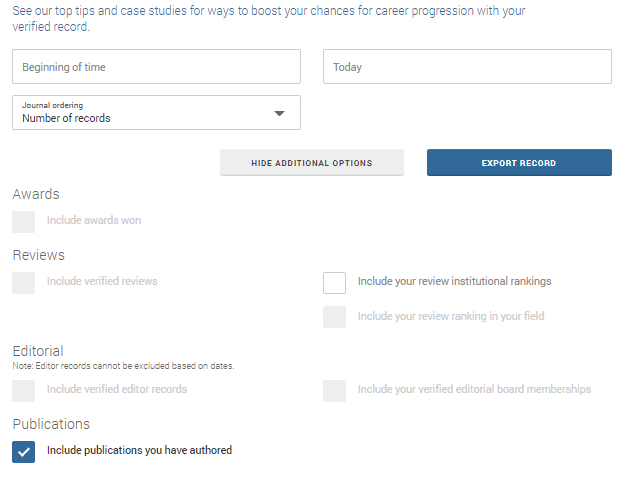 See our top tips and case studies for ways to boost your chances for career progression with your
verified record.
Beginning of time
Today
Journal ordering
Number of records
HIDE ADDITIONAL OPTIONS
EXPORT RECORD
Awards
Include awards won
Reviews
Include verified reviews
Include your review institutional rankings
Include your review ranking in your field
Editorial
Note: Editor records cannot be excluded based on dates.
Include verified editor records
Include your verified editorial board memberships
Publications
Include publications you have authored